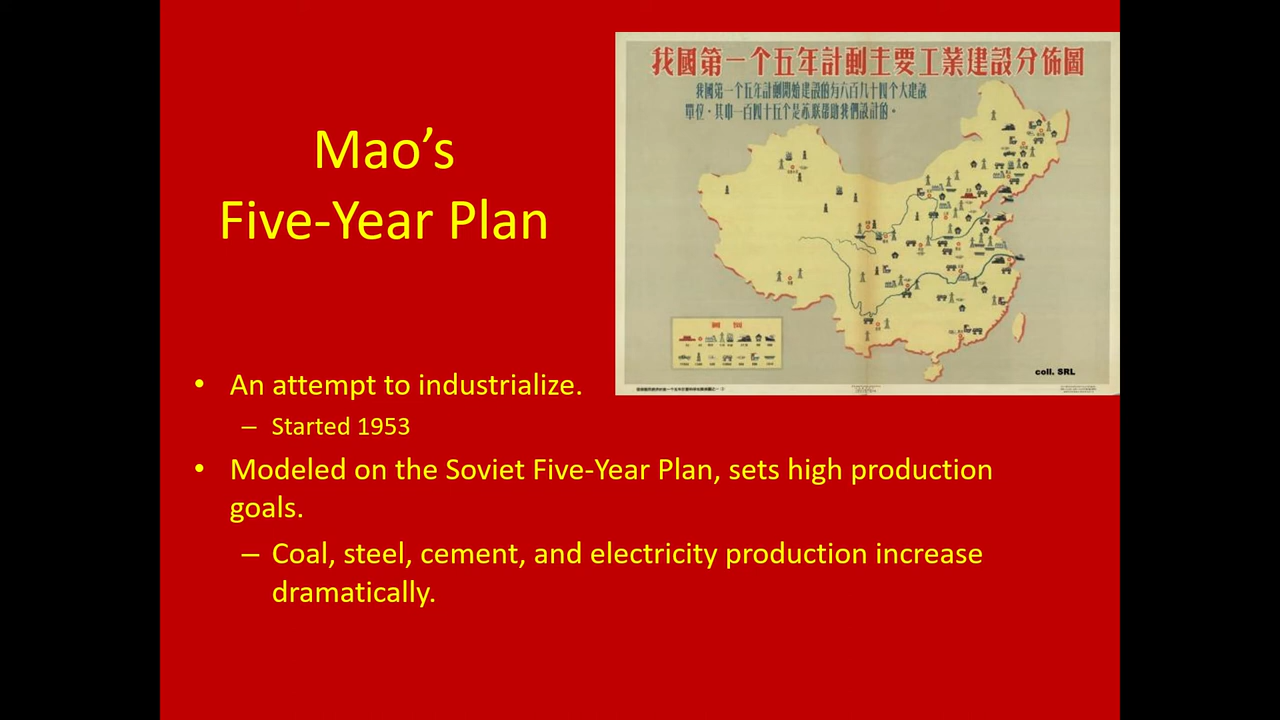 Mao’s
Five-Year Plan
我國第一个五年計劃主要工業建設分佈圖
我國第一个五年計劃開始建設的有六百九十四个大建設
單位·其中一百四十五个是苏联帮助我們設計的·
圖例
coll. SRL
• An attempt to industrialize.
– Started 1953
• Modeled on the Soviet Five-Year Plan, sets high production
goals.
– Coal, steel, cement, and electricity production increase
dramatically.